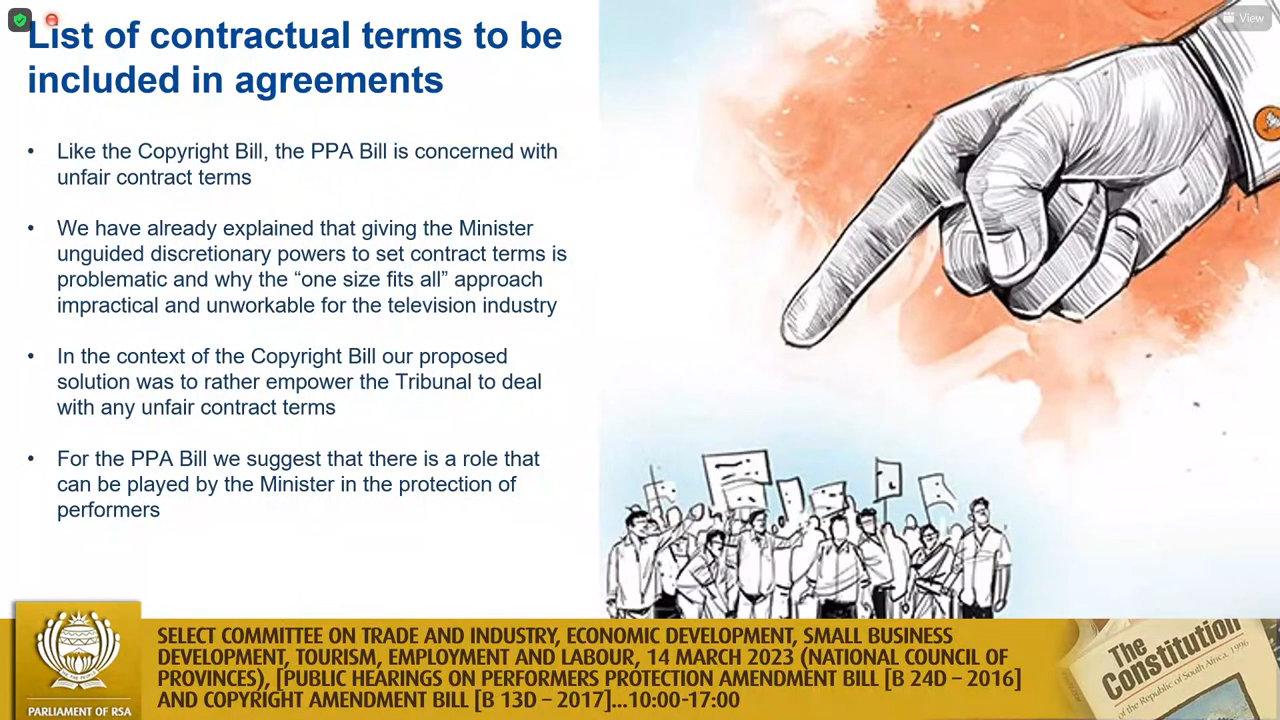 View
List of contractual terms to be
included in agreements
• Like the Copyright Bill, the PPA Bill is concerned with
unfair contract terms
• We have already explained that giving the Minister
unguided discretionary powers to set contract terms is
problematic and why the “one size fits all” approach
impractical and unworkable for the television industry
• In the context of the Copyright Bill our proposed
solution was to rather empower the Tribunal to deal
with any unfair contract terms
• For the PPA Bill we suggest that there is a role that
can be played by the Minister in the protection of
performers
SELECT COMMITTEE ON TRADE AND INDUSTRY, ECONOMIC DEVELOPMENT, SMALL BUSINESS
DEVELOPMENT, TOURISM, EMPLOYMENT AND LABOUR, 14 MARCH 2023 (NATIONAL COUNCIL OF
PROVINCES), [PUBLIC HEARINGS ON PERFORMERS PROTECTION AMENDMENT BILL [B 24D – 2016]
AND COPYRIGHT AMENDMENT BILL [B 13D – 2017]...10:00-17:00
PARLIAMENT OF RSA
The
Constitution
of the Republic of South Africa, 1996